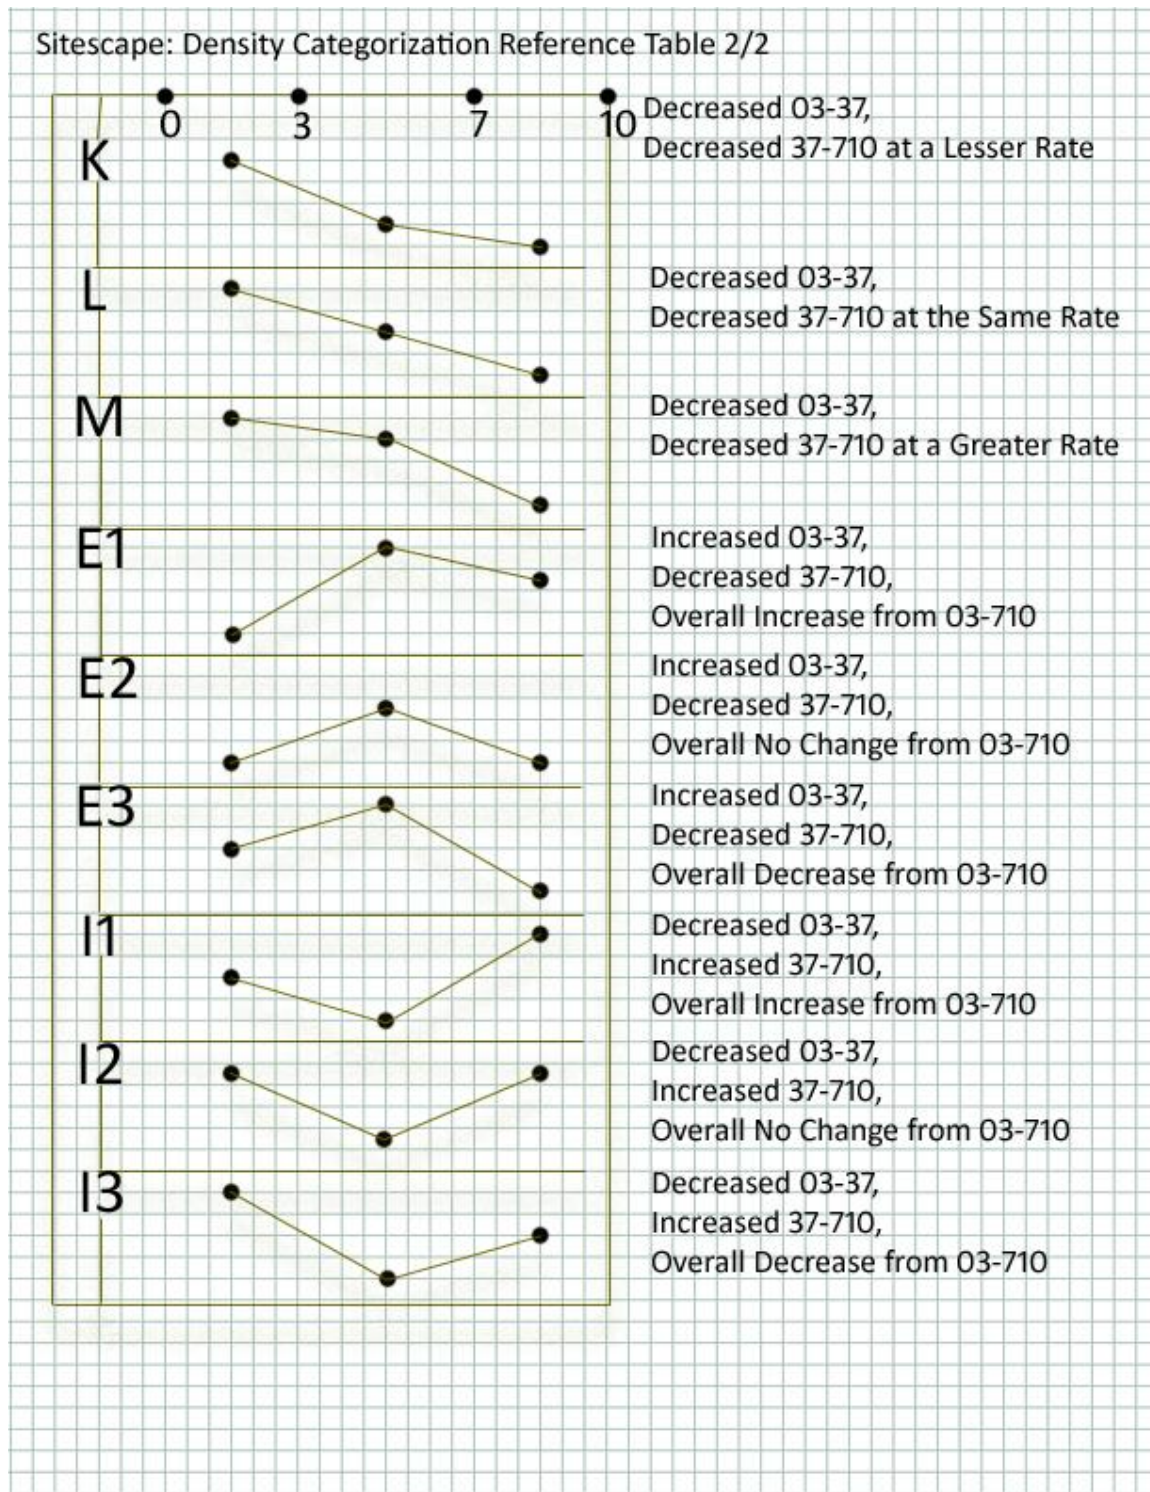 Sitescape: Density Categorization Reference Table 2/2
0 3 7 10
Decreased 03-37,
Decreased 37-710 at a Lesser Rate
K
Decreased 03-37,
Decreased 37-710 at the Same Rate
L
Decreased 03-37,
Decreased 37-710 at a Greater Rate
M
Increased 03-37,
Decreased 37-710,
Overall Increase from 03-710
E1
Increased 03-37,
Decreased 37-710,
Overall No Change from 03-710
E2
Increased 03-37,
Decreased 37-710,
Overall Decrease from 03-710
E3
Decreased 03-37,
Increased 37-710,
Overall Increase from 03-710
I1
Decreased 03-37,
Increased 37-710,
Overall No Change from 03-710
I2
Decreased 03-37,
Increased 37-710,
Overall Decrease from 03-710
I3